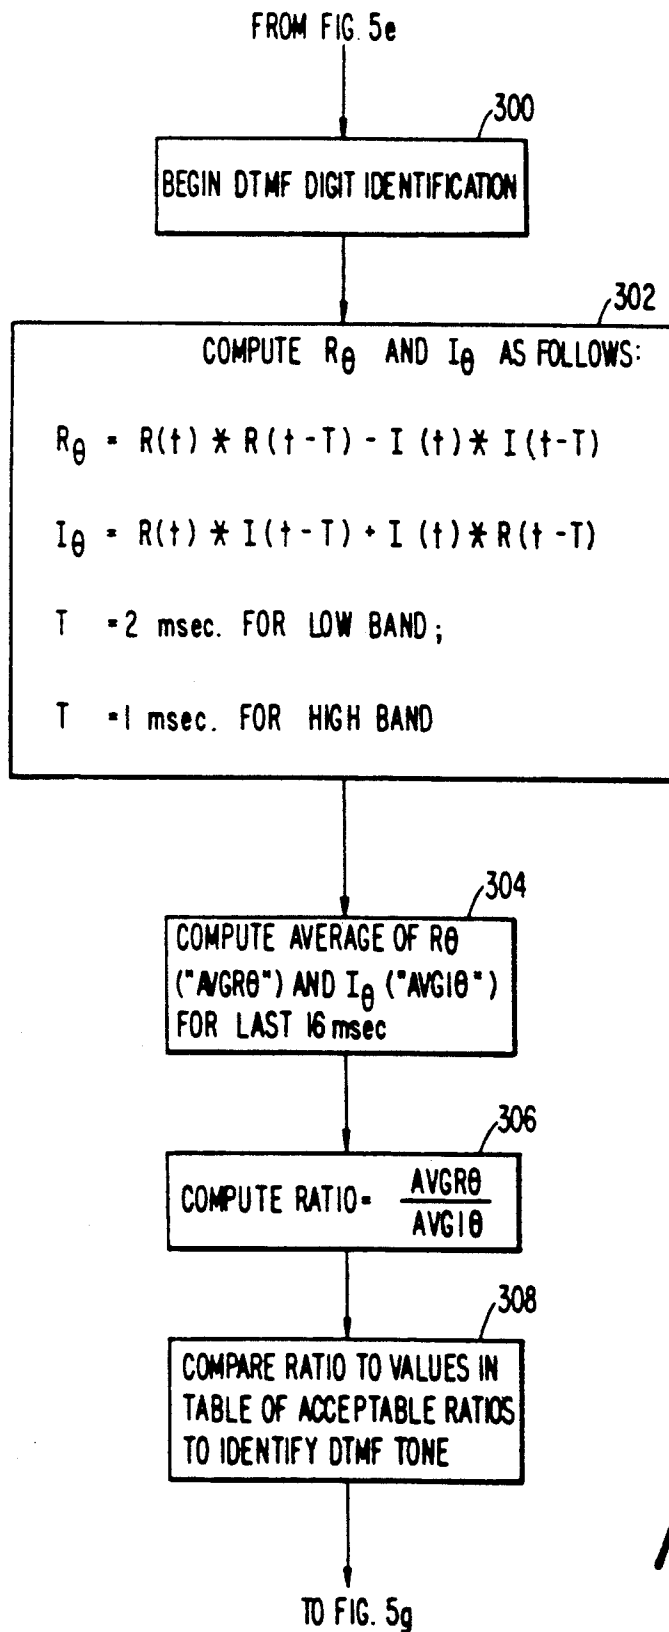 FROM FIG. 5e
300
BEGIN DTMF DIGIT IDENTIFICATION
302
COMPUTE Rθ AND Iθ AS FOLLOWS:
Rθ = R(t) * R(t-T) - I (t) * I(t-T)
Iθ = R(t) * I(t-T) + I (t) * R(t-T)
T = 2 msec. FOR LOW BAND;
T = 1 msec. FOR HIGH BAND
304
COMPUTE AVERAGE OF Rθ
("AVGRθ") AND Iθ ("AVGIθ")
FOR LAST 16 msec
306
COMPUTE RATIO= AVGRθ
AVGIθ
308
COMPARE RATIO TO VALUES IN
TABLE OF ACCEPTABLE RATIOS
TO IDENTIFY DTMF TONE
TO FIG. 5g